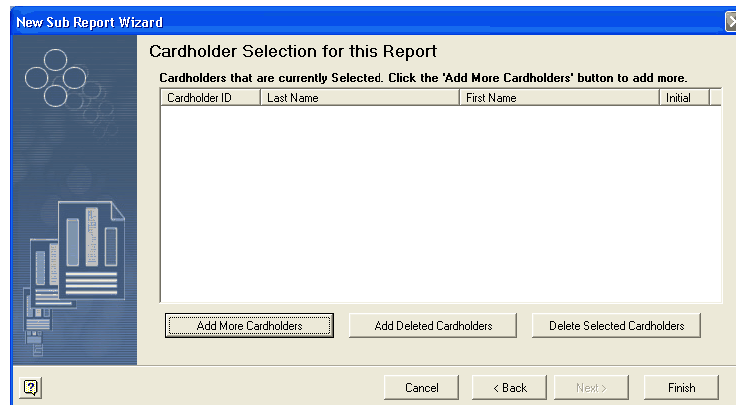 New Sub Report Wizard
Cardholder Selection for this Report
Cardholders that are currently Selected. Click the 'Add More Cardholders' button to add more.
Cardholder ID Last Name First Name Initial
Add More Cardholders Add Deleted Cardholders Delete Selected Cardholders
? Cancel < Back Next > Finish